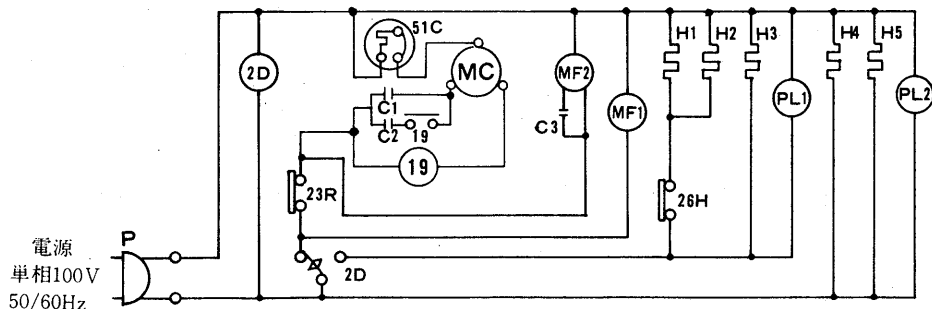 51C
H1
H2
H3
H4
H5
2D
MC
MF2
MF1
PL1
PL2
C1
C2
19
C3
19
23R
26H
P
2D
電源
単相100V
50/60Hz